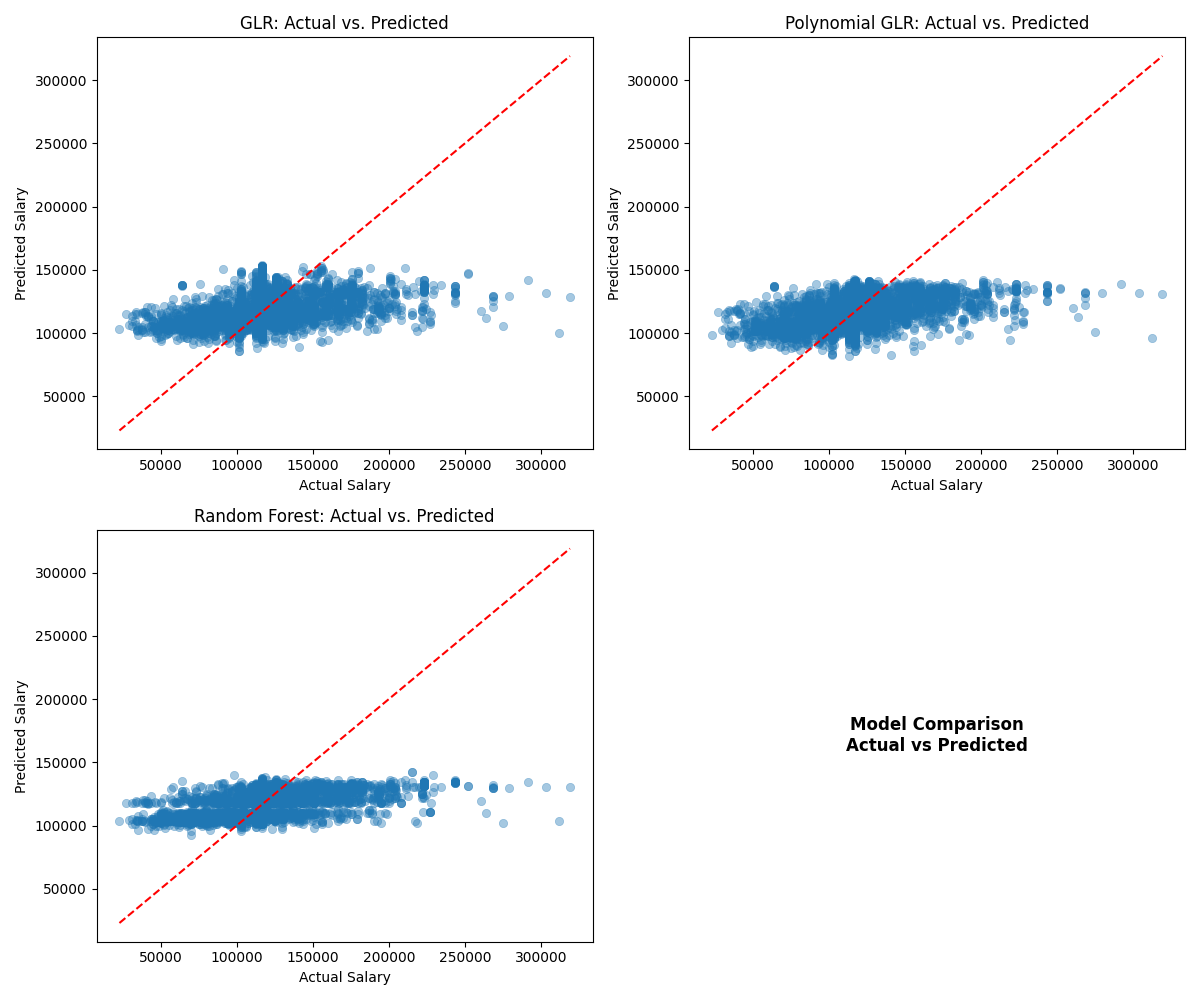 GLR: Actual vs. Predicted
Predicted Salary
300000
250000
200000
150000
100000
50000
50000 100000 150000 200000 250000 300000
Actual Salary
Polynomial GLR: Actual vs. Predicted
Predicted Salary
300000
250000
200000
150000
100000
50000
50000 100000 150000 200000 250000 300000
Actual Salary
Random Forest: Actual vs. Predicted
Predicted Salary
300000
250000
200000
150000
100000
50000
50000 100000 150000 200000 250000 300000
Actual Salary
Model Comparison
Actual vs Predicted